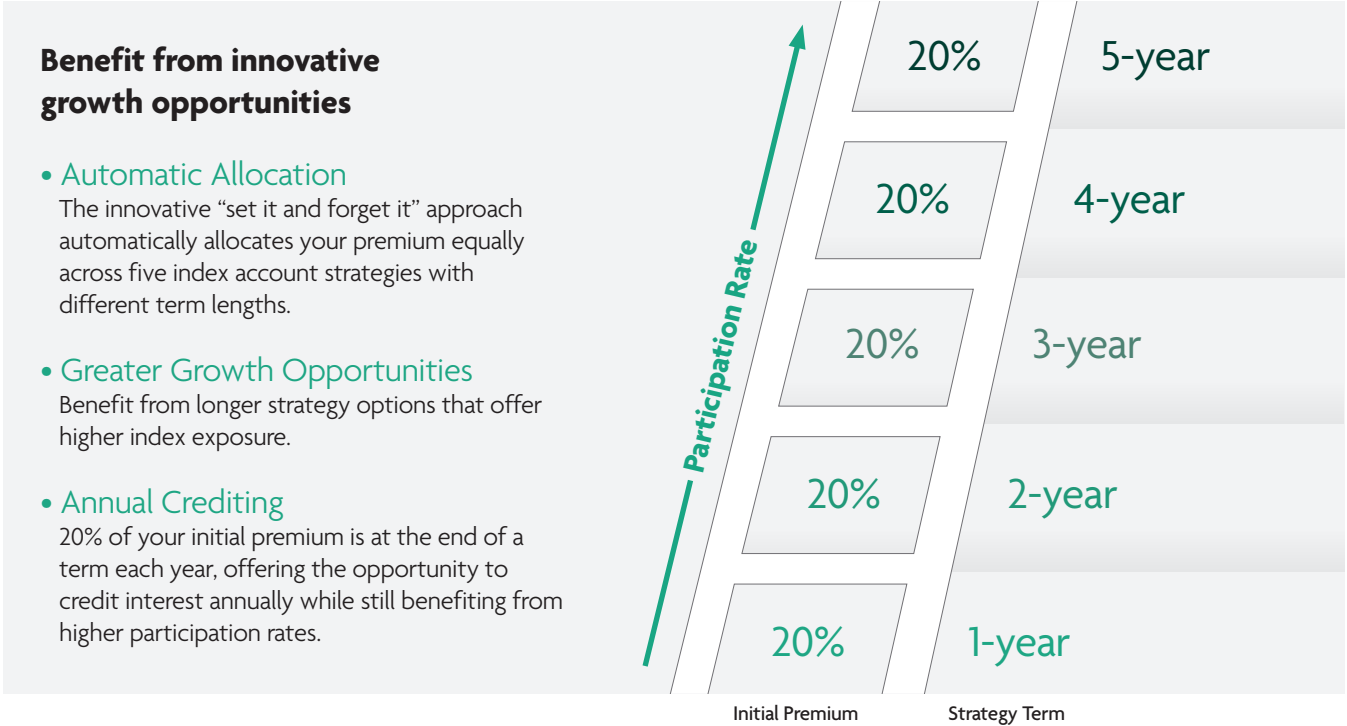 Benefit from innovative
growth opportunities
• Automatic Allocation
The innovative “set it and forget it” approach
automatically allocates your premium equally
across five index account strategies with
different term lengths.
• Greater Growth Opportunities
Benefit from longer strategy options that offer
higher index exposure.
• Annual Crediting
20% of your initial premium is at the end of a
term each year, offering the opportunity to
credit interest annually while still benefiting from
higher participation rates.
Participation Rate
20% 5-year
20% 4-year
20% 3-year
20% 2-year
20% 1-year
Initial Premium Strategy Term